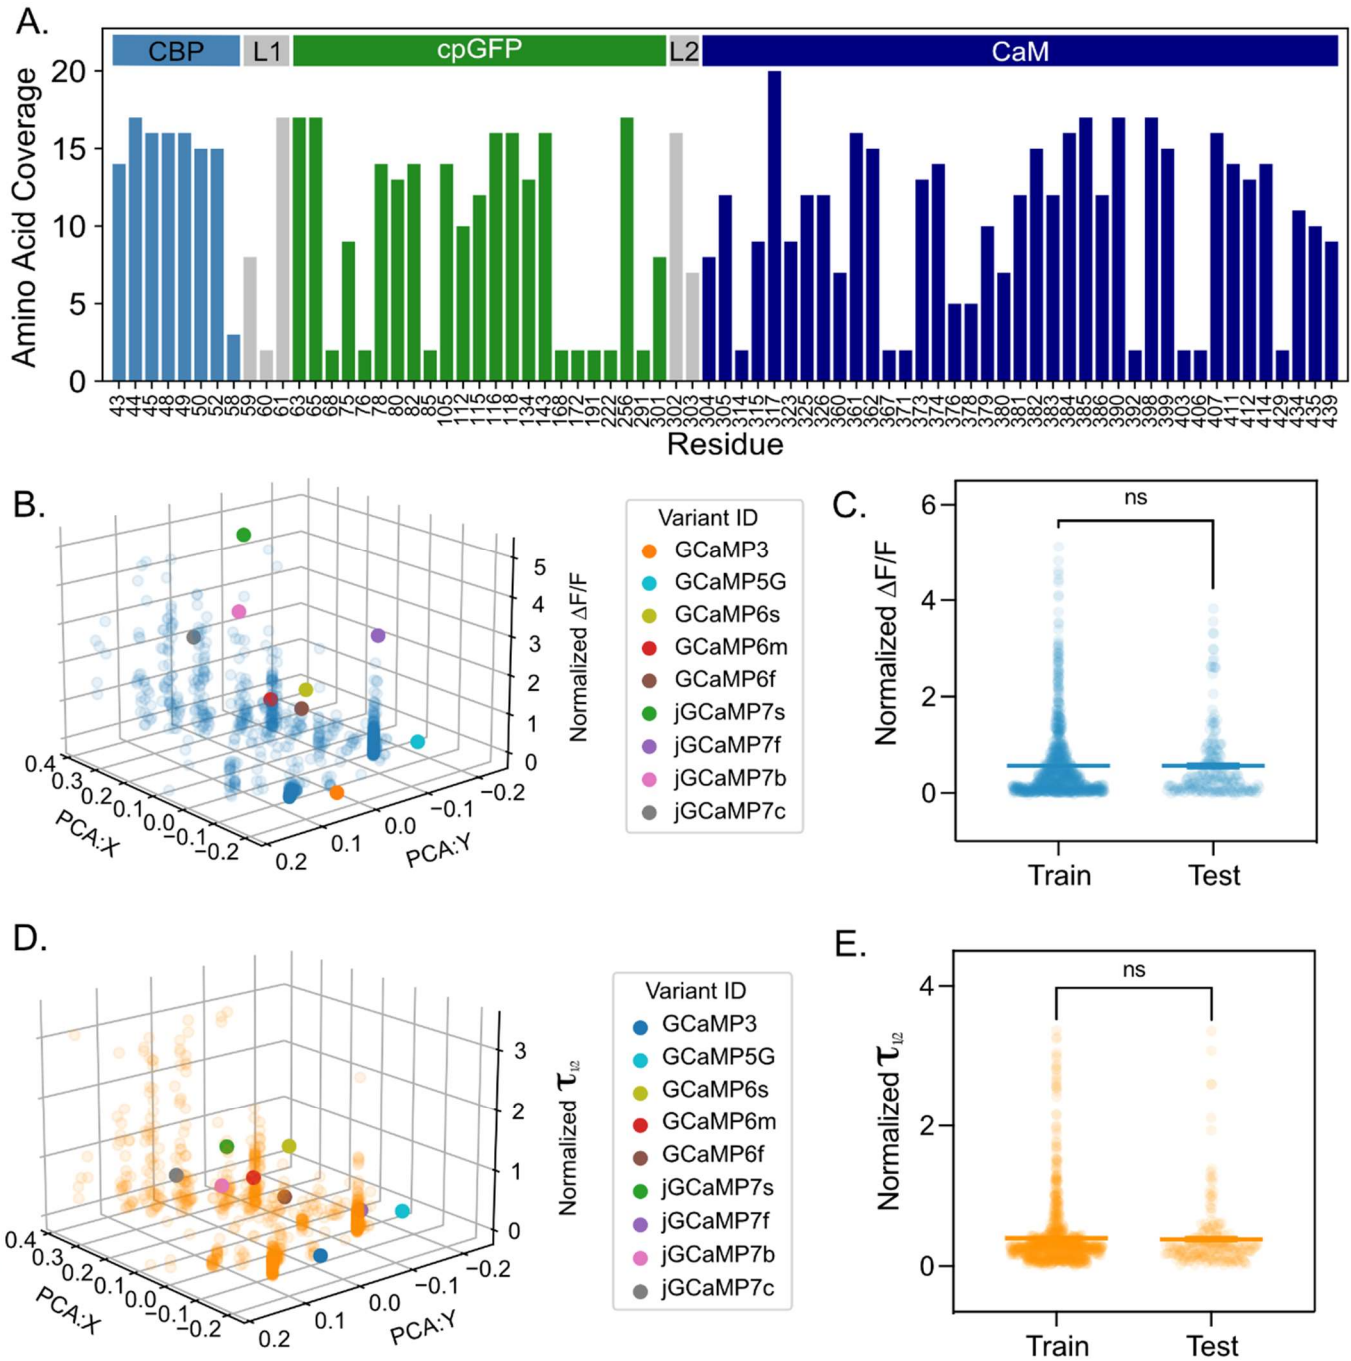 A.
CBP L1 cpGFP L2 CaM
Amino Acid Coverage
20
15
10
5
0
43 44 45 48 49 50 52 58 59 60 61 63 65 68 75 76 78 80 82 85 105 112 115 116 118 134 143 168 172 191 222 256 291 301 302 303 304 305 314 315 317 323 325 326 360 361 362 367 371 373 374 376 378 379 380 381 382 383 384 385 386 390 392 398 399 403 406 407 411 412 414 429 434 435 439
Residue
B.
Normalized ΔF/F
5
4
3
2
1
0
0.4
0.3
0.2
0.1
0.0
−0.1
−0.2
PCA:X
0.2
0.1
0.0
−0.1
−0.2
PCA:Y
Variant ID
GCaMP3
GCaMP5G
GCaMP6s
GCaMP6m
GCaMP6f
jGCaMP7s
jGCaMP7f
jGCaMP7b
jGCaMP7c
C.
Normalized ΔF/F
6
4
2
0
ns
Train Test
D.
Normalized τ1/2
3
2
1
0
0.4
0.3
0.2
0.1
0.0
−0.1
−0.2
PCA:X
0.2
0.1
0.0
−0.1
−0.2
PCA:Y
Variant ID
GCaMP3
GCaMP5G
GCaMP6s
GCaMP6m
GCaMP6f
jGCaMP7s
jGCaMP7f
jGCaMP7b
jGCaMP7c
E.
Normalized τ1/2
4
2
0
ns
Train Test